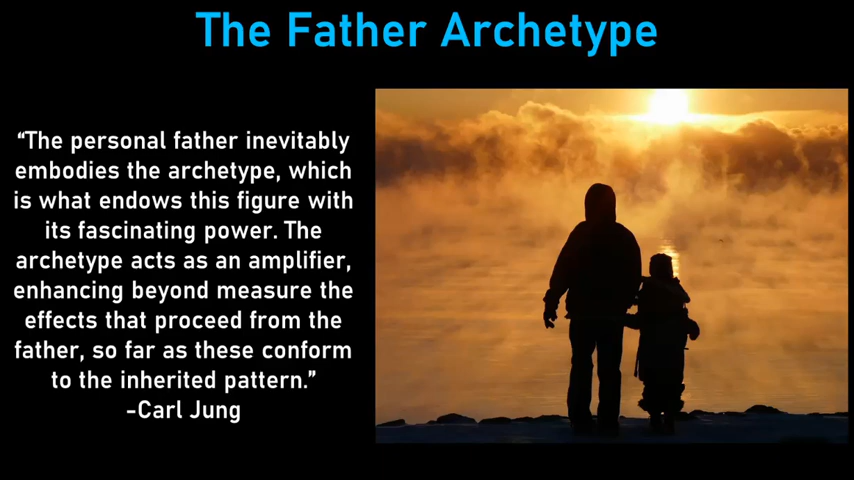 The Father Archetype
“The personal father inevitably
embodies the archetype, which
is what endows this figure with
its fascinating power. The
archetype acts as an amplifier,
enhancing beyond measure the
effects that proceed from the
father, so far as these conform
to the inherited pattern.”
-Carl Jung